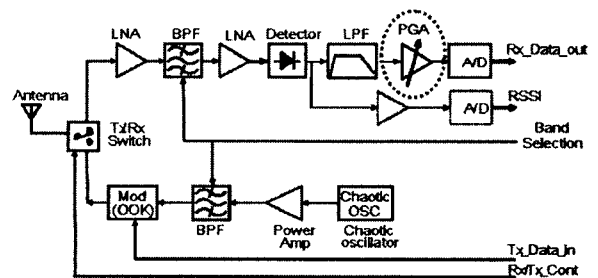 LNA
BPF
LNA
Detector
LPF
PGA
A/D
Rx_Data_out
Antenna
Tx/Rx
Switch
A/D
RSSI
Band
Selection
Mod
(OOK)
BPF
Power
Amp
Chaotic
OSC
Chaotic
oscillator
Tx_Data_in
Rx/Tx_Cont